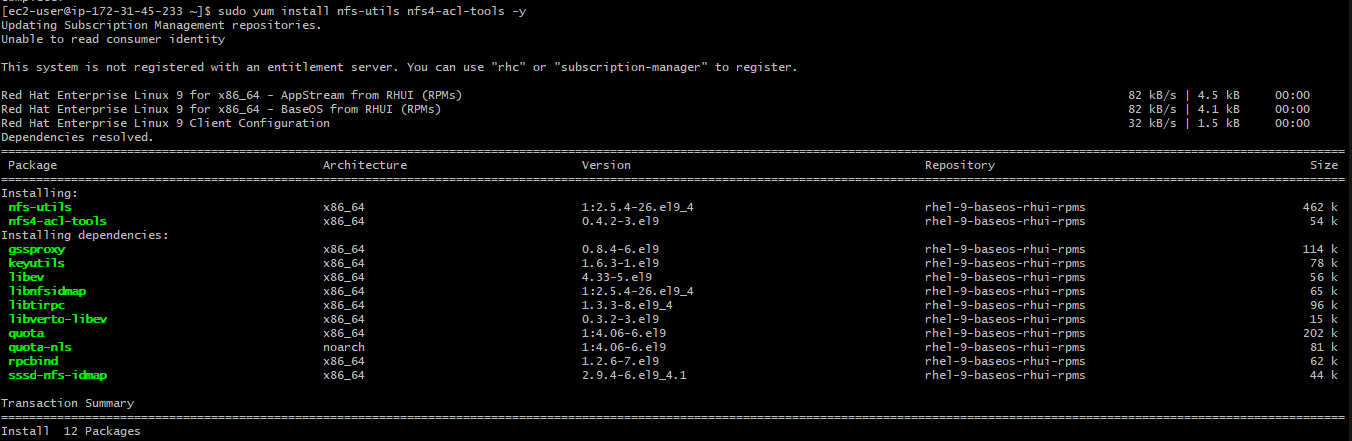 [ec2-user@ip-172-31-45-233 ~]$ sudo yum install nfs-utils nfs4-acl-tools -y
Updating Subscription Management repositories.
Unable to read consumer identity
This system is not registered with an entitlement server. You can use "rhc" or "subscription-manager" to register.
Red Hat Enterprise Linux 9 for x86_64 - AppStream from RHUI (RPMs) 82 kB/s | 4.5 kB 00:00
Red Hat Enterprise Linux 9 for x86_64 - BaseOS from RHUI (RPMs) 82 kB/s | 4.1 kB 00:00
Red Hat Enterprise Linux 9 Client Configuration 32 kB/s | 1.5 kB 00:00
Dependencies resolved.
Package Architecture Version Repository Size
Installing:
nfs-utils x86_64 1:2.5.4-26.el9_4 rhel-9-baseos-rhui-rpms 462 k
nfs4-acl-tools x86_64 0.4.2-3.el9 rhel-9-baseos-rhui-rpms 54 k
Installing dependencies:
gssproxy x86_64 0.8.4-6.el9 rhel-9-baseos-rhui-rpms 114 k
keyutils x86_64 1.6.3-1.el9 rhel-9-baseos-rhui-rpms 78 k
libev x86_64 4.33-5.el9 rhel-9-baseos-rhui-rpms 56 k
libnfsidmap x86_64 1:2.5.4-26.el9_4 rhel-9-baseos-rhui-rpms 65 k
libtirpc x86_64 1.3.3-8.el9_4 rhel-9-baseos-rhui-rpms 96 k
libverto-libev x86_64 0.3.2-3.el9 rhel-9-baseos-rhui-rpms 15 k
quota x86_64 1:4.06-6.el9 rhel-9-baseos-rhui-rpms 202 k
quota-nls noarch 1:4.06-6.el9 rhel-9-baseos-rhui-rpms 81 k
rpcbind x86_64 1.2.6-7.el9 rhel-9-baseos-rhui-rpms 62 k
sssd-nfs-idmap x86_64 2.9.4-6.el9_4.1 rhel-9-baseos-rhui-rpms 44 k
Transaction Summary
Install 12 Packages